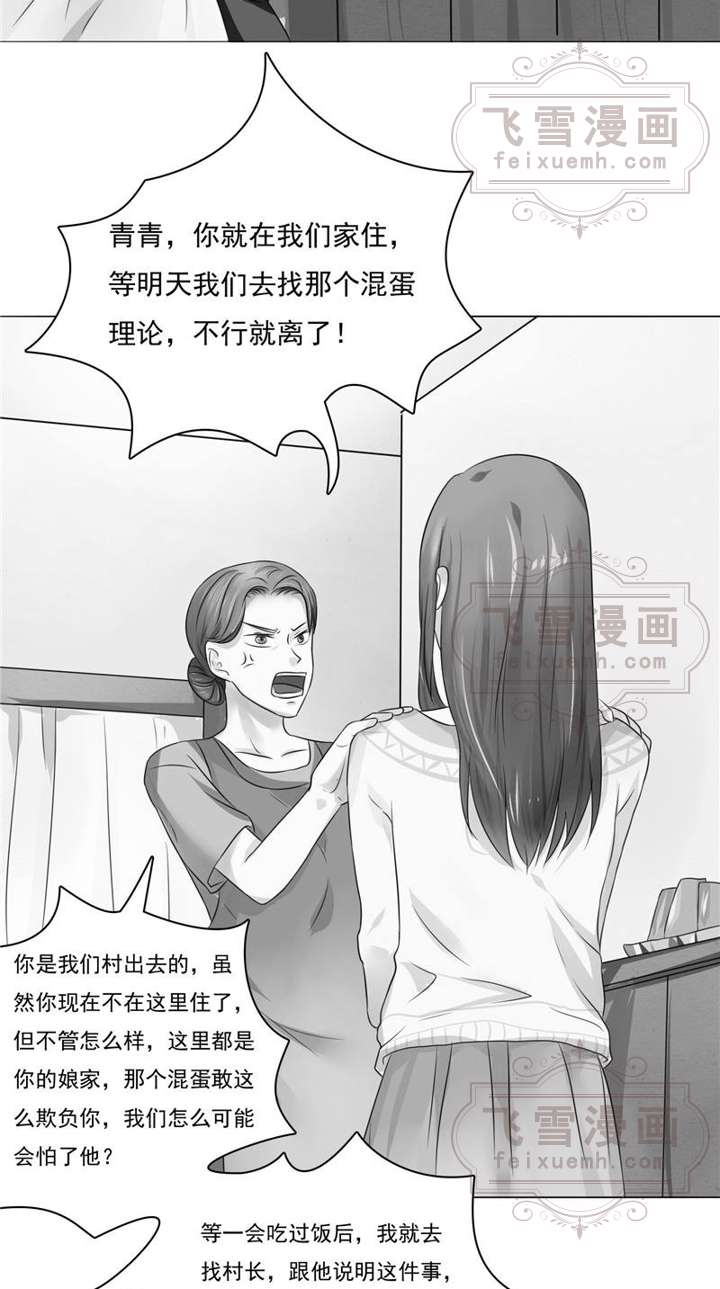 飞雪漫画
feixuemh.com
青青，你就在我们家住，
等明天我们去找那个混蛋
理论，不行就离了！
飞雪漫画
feixuemh.com
你是我们村出去的，虽
然你现在不在这里住了，
但不管怎么样，这里都是
你的娘家，那个混蛋敢这
么欺负你，我们怎么可能
会怕了他？
飞雪漫画
feixuemh.com
等一会吃过饭后，我就去
找村长，跟他说明这件事，